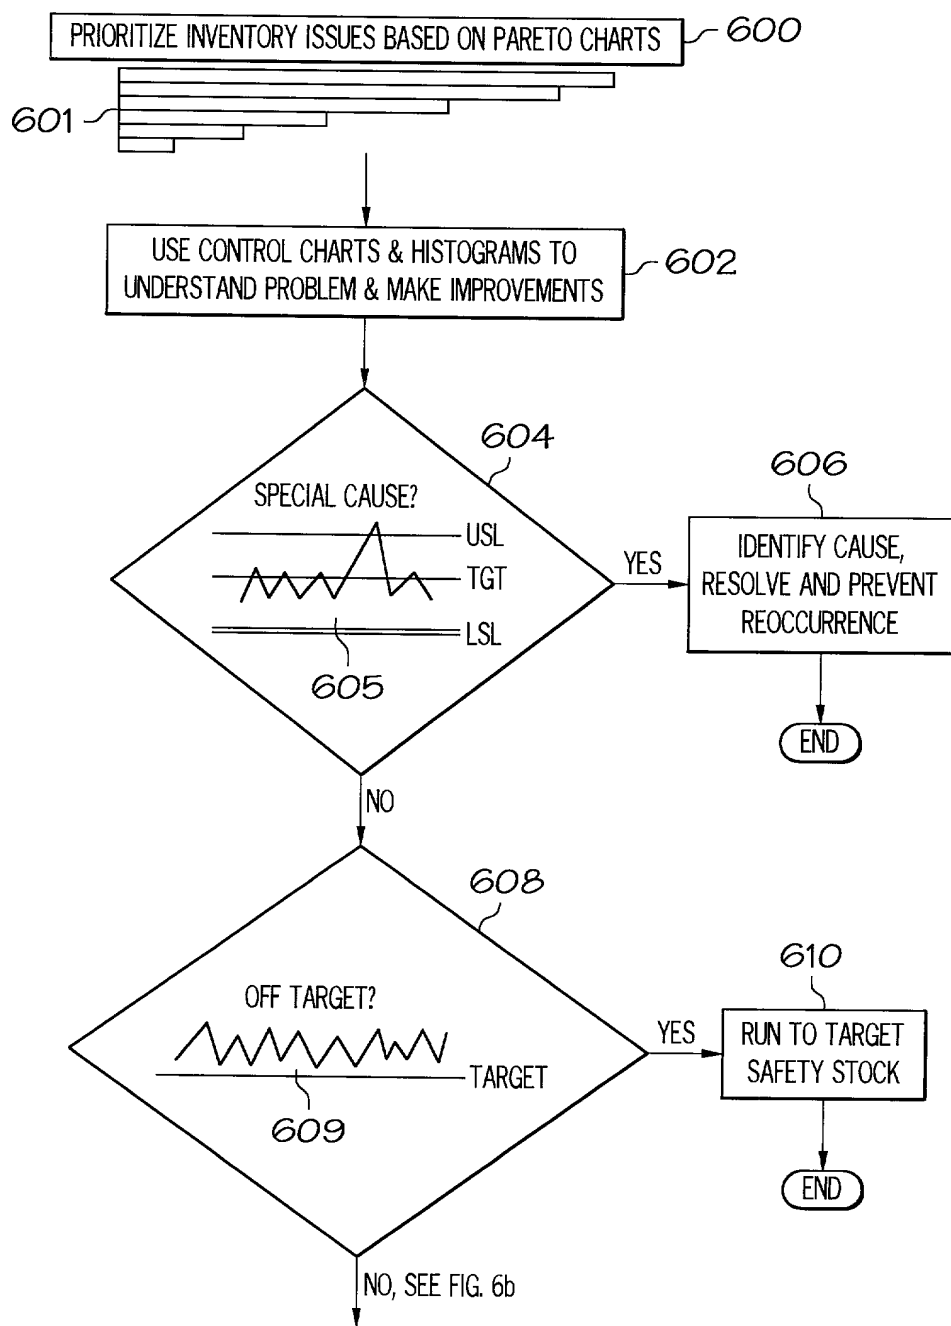 PRIORITIZE INVENTORY ISSUES BASED ON PARETO CHARTS
600
601
USE CONTROL CHARTS & HISTOGRAMS TO
UNDERSTAND PROBLEM & MAKE IMPROVEMENTS
602
604
SPECIAL CAUSE?
USL
TGT
LSL
605
YES
606
IDENTIFY CAUSE,
RESOLVE AND PREVENT
REOCCURRENCE
END
NO
608
OFF TARGET?
TARGET
609
YES
610
RUN TO TARGET
SAFETY STOCK
END
NO, SEE FIG. 6b